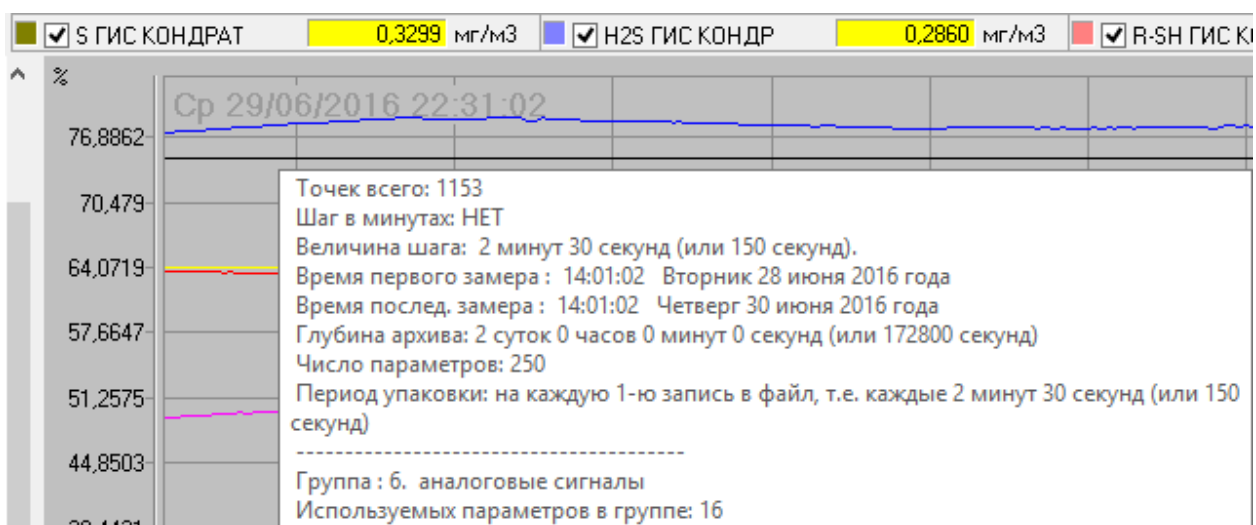 S ГИС КОНДРАТ 0,3299 мг/м3 H2S ГИС КОНДР 0,2860 мг/м3 R-SH ГИС
%
Ср 29/06/2016 22:31:02
76,8862
70,479
64,0719
57,6647
51,2575
44,8503
Точек всего: 1153
Шаг в минутах: НЕТ
Величина шага: 2 минут 30 секунд (или 150 секунд).
Время первого замера : 14:01:02 Вторник 28 июня 2016 года
Время послед. замера : 14:01:02 Четверг 30 июня 2016 года
Глубина архива: 2 суток 0 часов 0 минут 0 секунд (или 172800 секунд)
Число параметров: 250
Период упаковки: на каждую 1-ю запись в файл, т.е. каждые 2 минут 30 секунд (или 150
секунд)
----------------------------------------
Группа : 6. аналоговые сигналы
Используемых параметров в группе: 16